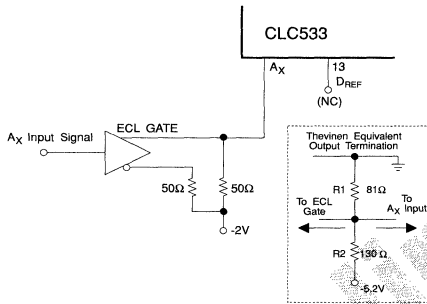 CLC533
AX
13
DREF
(NC)
AX Input Signal
ECL GATE
50Ω
50Ω
-2V
Thevinen Equivalent
Output Termination
R1 81Ω
To ECL
Gate
To
AX Input
R2 130 Ω
-5.2V